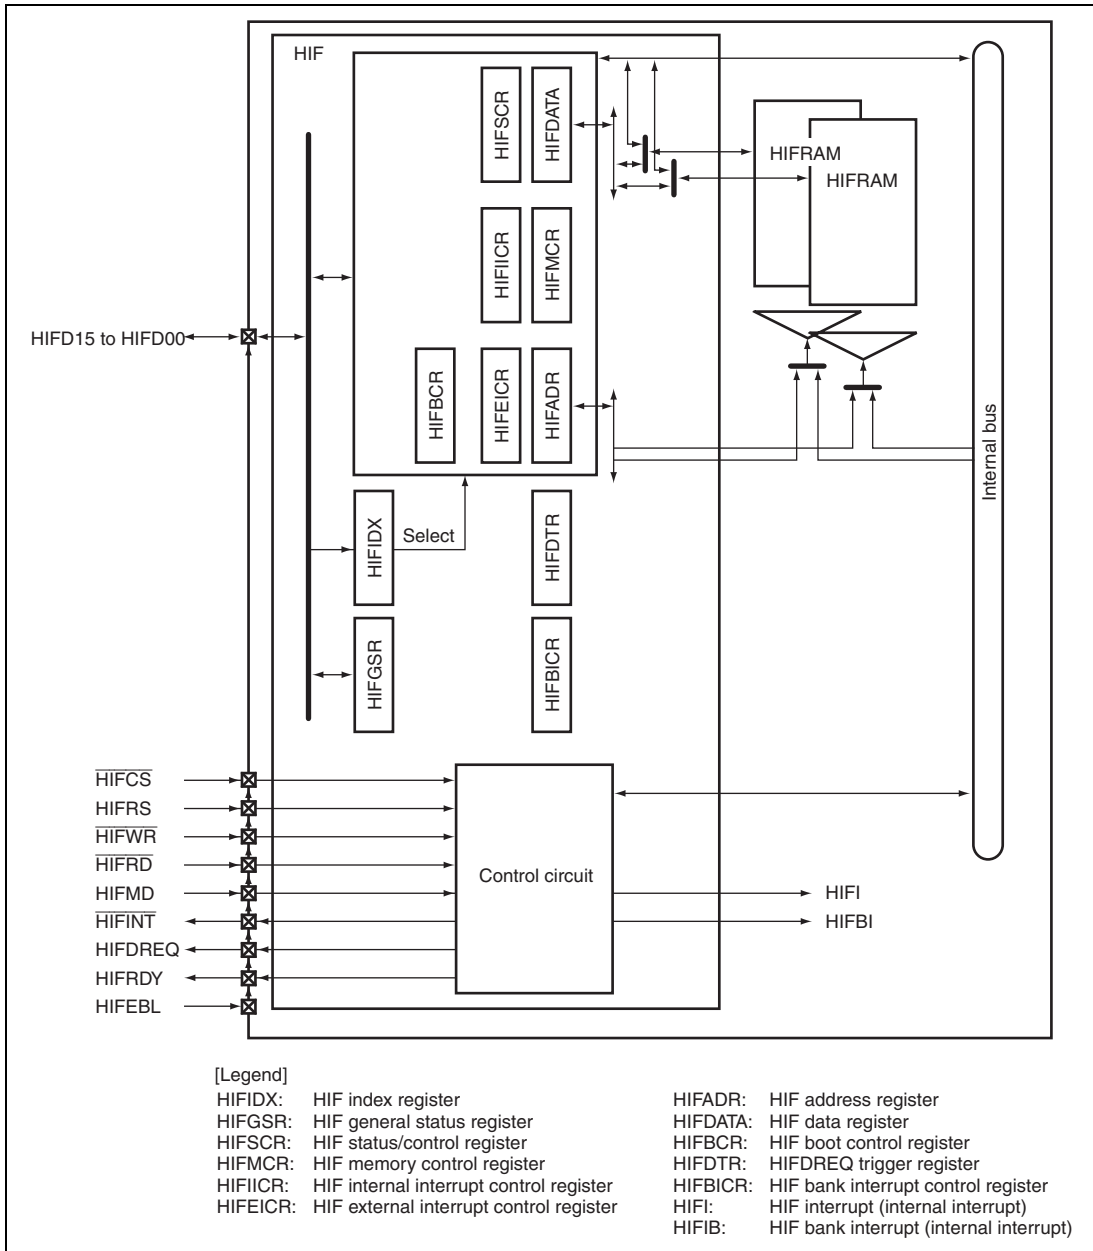 HIF
HIFSCR
HIFDATA
HIFRAM
HIFRAM
HIFIICR
HIFMCR
HIFD15 to HIFD00
HIFBCR
HIFEICR
HIFADR
Internal bus
HIFIDX
Select
HIFDTR
HIFGSR
HIFBICR
HIFCS
HIFRS
HIFWR
HIFRD
HIFMD
HIFINT
HIFDREQ
HIFRDY
HIFEBL
Control circuit
HIFI
HIFBI
[Legend]
HIFIDX: HIF index register
HIFGSR: HIF general status register
HIFSCR: HIF status/control register
HIFMCR: HIF memory control register
HIFIICR: HIF internal interrupt control register
HIFEICR: HIF external interrupt control register
HIFADR: HIF address register
HIFDATA: HIF data register
HIFBCR: HIF boot control register
HIFDTR: HIFDREQ trigger register
HIFBICR: HIF bank interrupt control register
HIFI: HIF interrupt (internal interrupt)
HIFIB: HIF bank interrupt (internal interrupt)